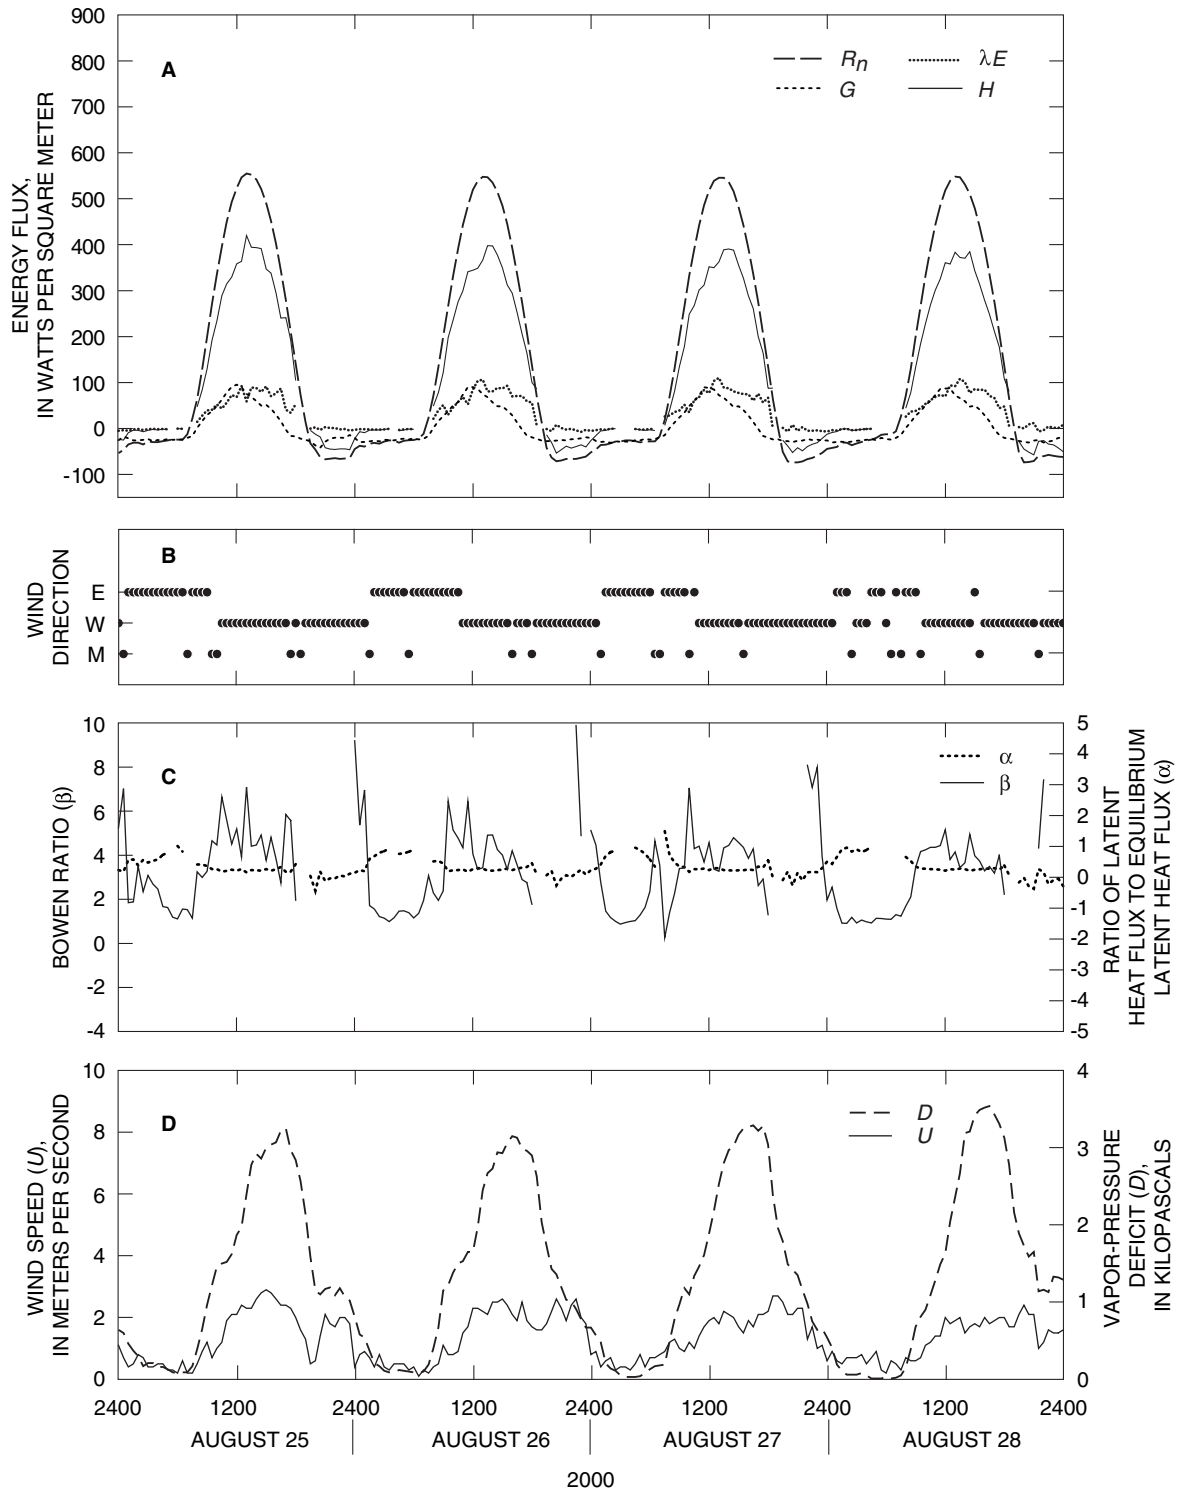 900
800
700
600
500
400
300
200
100
0
-100
ENERGY FLUX,
IN WATTS PER SQUARE METER
A
Rn
λE
G
H
B
WIND
DIRECTION
E
W
M
C
α
β
10
8
6
4
2
0
-2
-4
BOWEN RATIO (β)
5
4
3
2
1
0
-1
-2
-3
-4
-5
RATIO OF LATENT
HEAT FLUX TO EQUILIBRIUM
LATENT HEAT FLUX (α)
D
D
U
10
8
6
4
2
0
WIND SPEED (U),
IN METERS PER SECOND
4
3
2
1
0
VAPOR-PRESSURE
DEFICIT (D),
IN KILOPASCALS
2400 1200 2400 1200 2400 1200 2400 1200 2400
AUGUST 25 AUGUST 26 AUGUST 27 AUGUST 28
2000